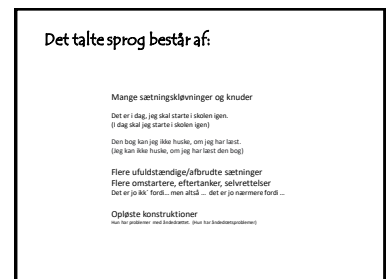 Det talte sprog består af:
Mange sætningskløvninger og knuder
Det er i dag, jeg skal starte i skolen igen.
(I dag skal jeg starte i skolen igen)
Den bog kan jeg ikke huske, om jeg har læst.
(Jeg kan ikke huske, om jeg har læst den bog)
Flere ufuldstændige/afbrudte sætninger
Flere omstartere, eftertanker, selvrettelser
Det er jo ikk´ fordi... men altså ... det er jo nærmere fordi ...
Opløste konstruktioner
Hun har problemer med åndedrættet. (Hun har åndedrætsproblemer)